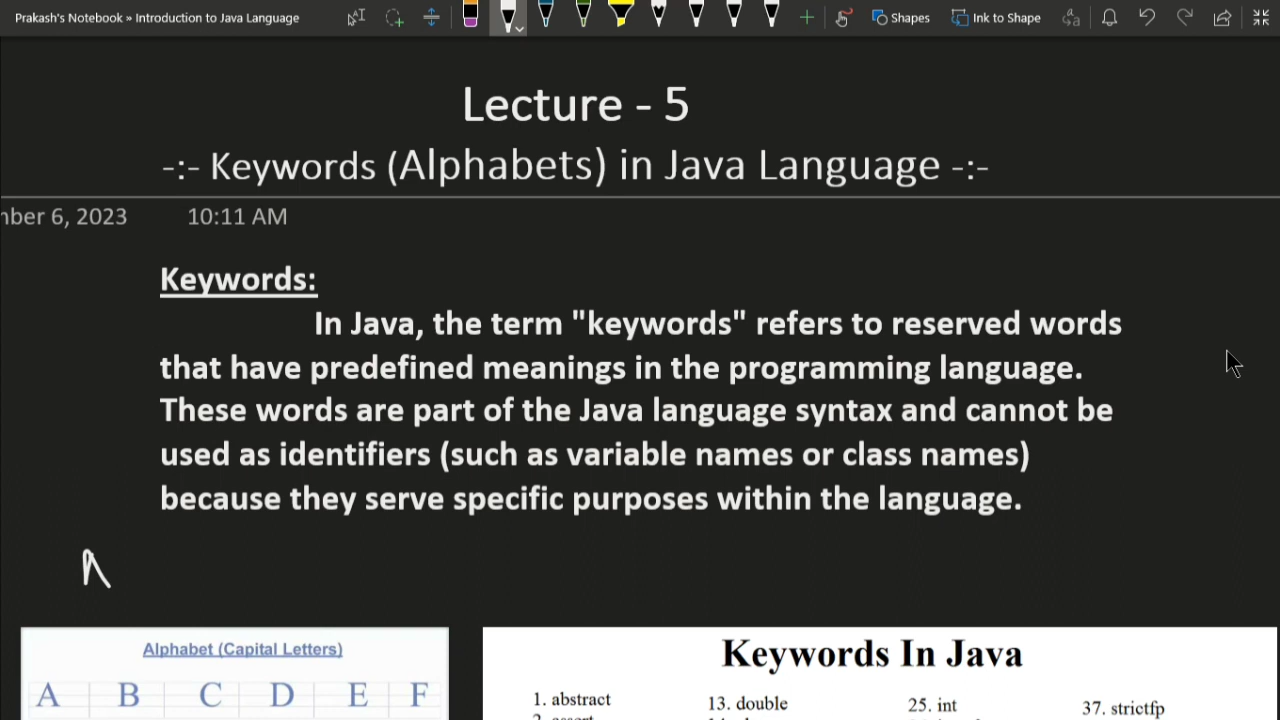 Prakash's Notebook » Introduction to Java Language
Shapes
Ink to Shape
Lecture - 5
-:- Keywords (Alphabets) in Java Language -:-
mber 6, 2023 10:11 AM
Keywords:
In Java, the term "keywords" refers to reserved words
that have predefined meanings in the programming language.
These words are part of the Java language syntax and cannot be
used as identifiers (such as variable names or class names)
because they serve specific purposes within the language.
Alphabet (Capital Letters)
A B C D E F
Keywords In Java
1. abstract 13. double 25. int 37. strictfp
2. assert